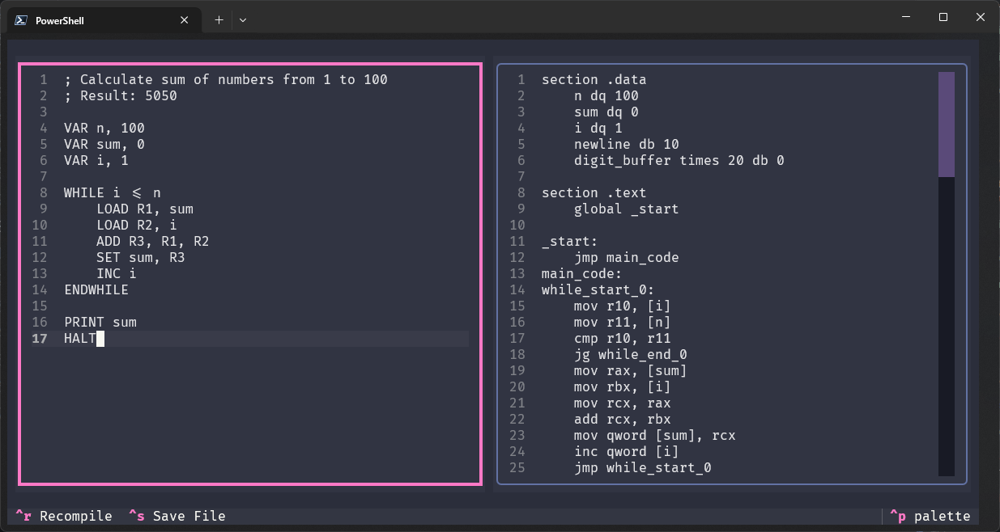 PowerShell
1 ; Calculate sum of numbers from 1 to 100
2 ; Result: 5050
3
4 VAR n, 100
5 VAR sum, 0
6 VAR i, 1
7
8 WHILE i <= n
9     LOAD R1, sum
10     LOAD R2, i
11     ADD R3, R1, R2
12     SET sum, R3
13     INC i
14 ENDWHILE
15
16 PRINT sum
17 HALT
1 section .data
2     n dq 100
3     sum dq 0
4     i dq 1
5     newline db 10
6     digit_buffer times 20 db 0
7
8 section .text
9     global _start
10
11 _start:
12     jmp main_code
13 main_code:
14 while_start_0:
15     mov r10, [i]
16     mov r11, [n]
17     cmp r10, r11
18     jg while_end_0
19     mov rax, [sum]
20     mov rbx, [i]
21     mov rcx, rax
22     add rcx, rbx
23     mov qword [sum], rcx
24     inc qword [i]
25     jmp while_start_0
^r Recompile ^s Save File ^p palette